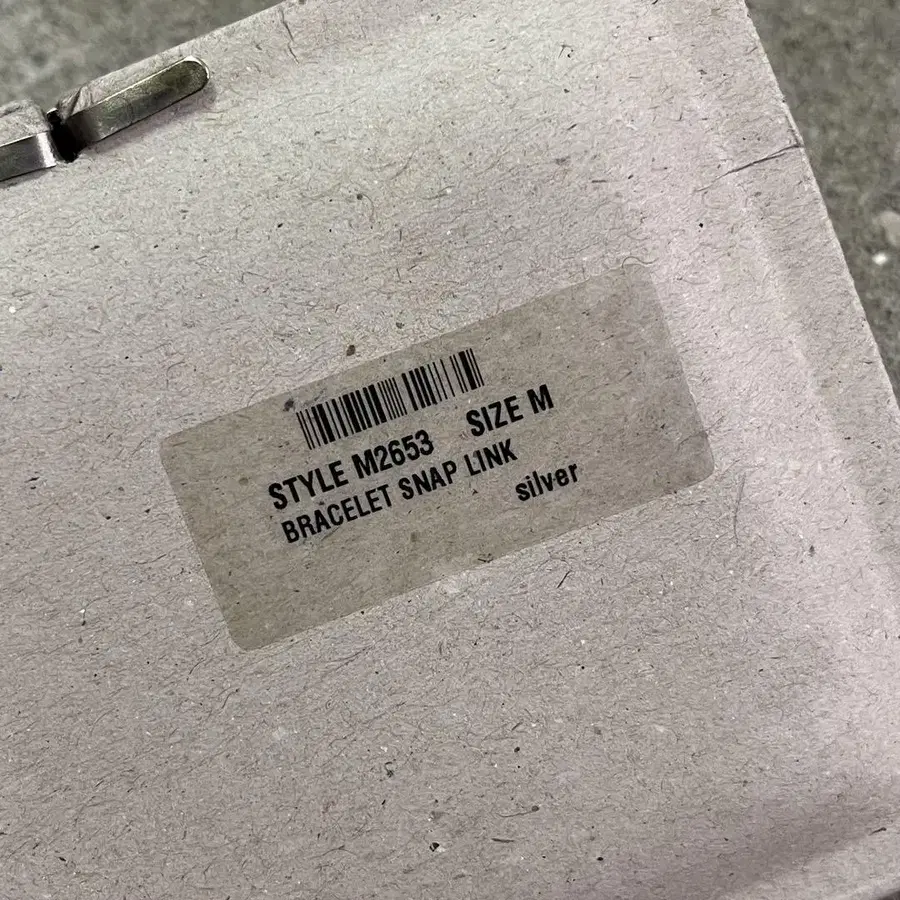 STYLE M2653 SIZE M
BRACELET SNAP LINK
silver